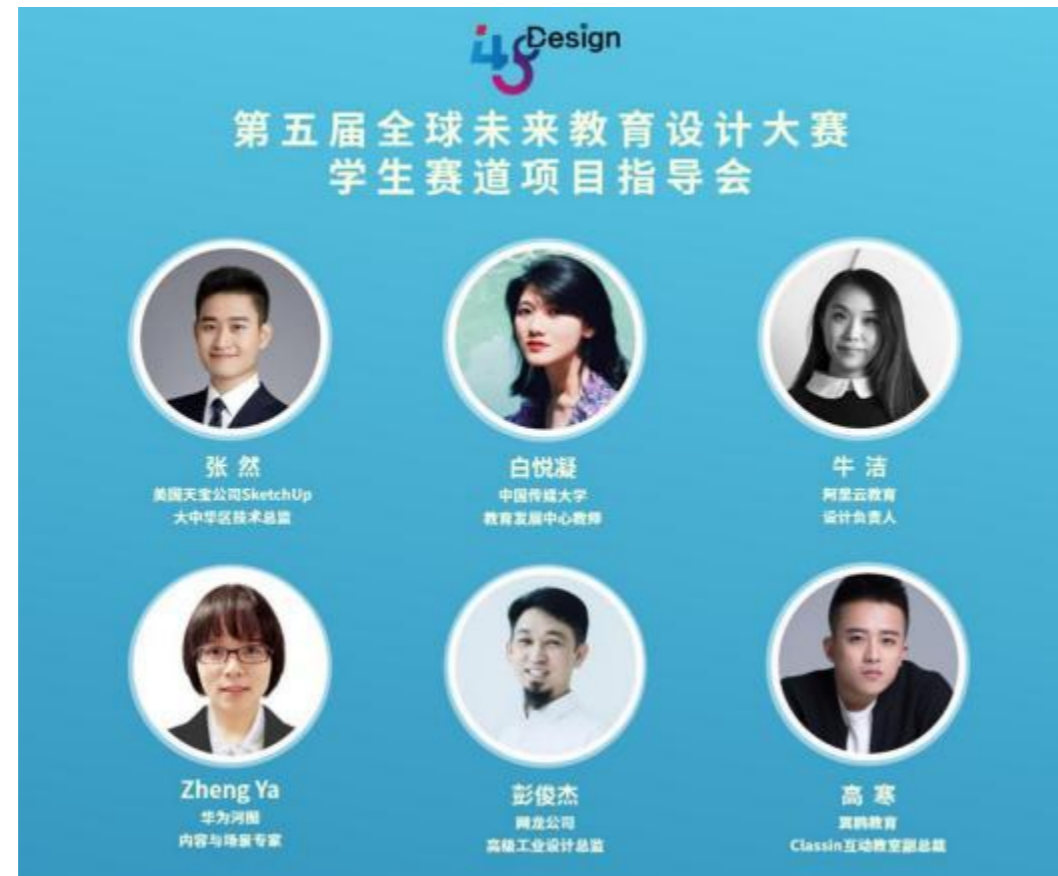 i48
Design
第五届全球未来教育设计大赛
学生赛道项目指导会
张然
美国天宝公司SketchUp
大中华区技术总监
白悦凝
中国传媒大学
教育发展中心教师
牛洁
阿里云教育
设计负责人
Zheng Ya
华为河图
内容与场景专家
彭俊杰
网龙公司
高级工业设计总监
高寒
翼鸥教育
Classin互动教室副总裁